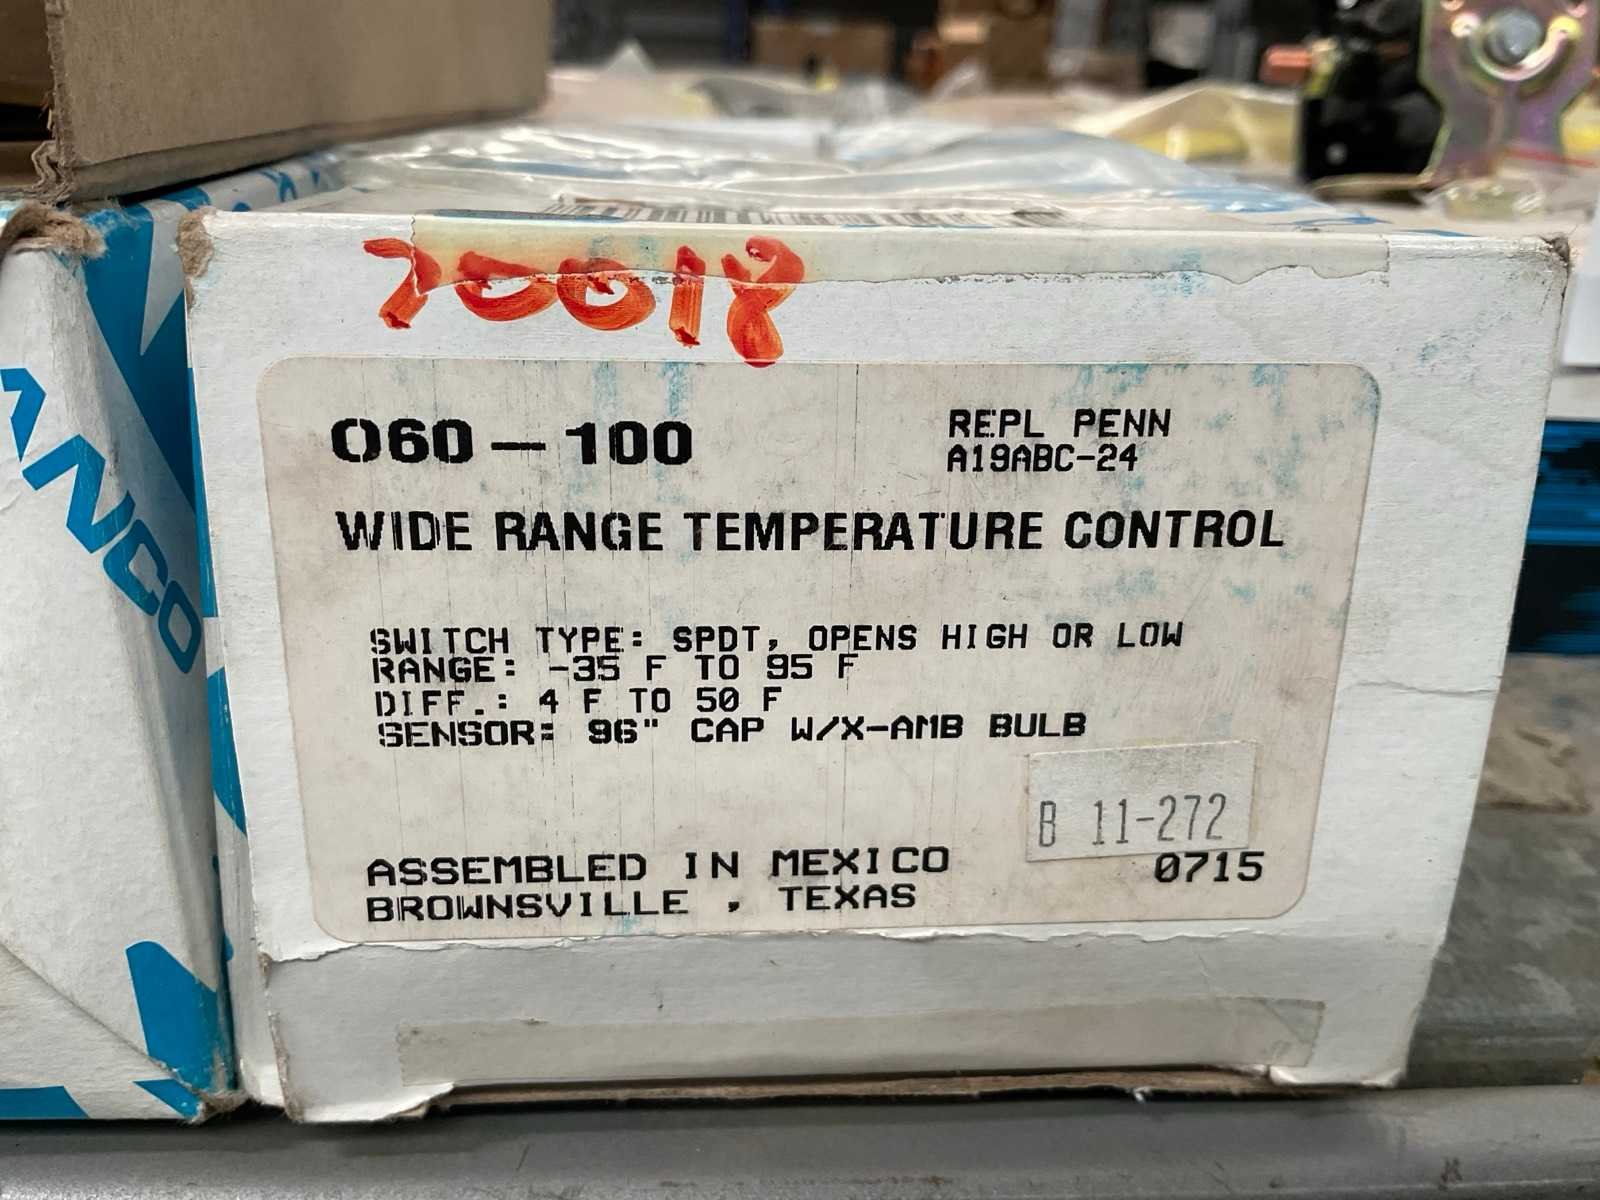 70018
060-100
REPL PENN
A19ABC-24
WIDE RANGE TEMPERATURE CONTROL
SWITCH TYPE: SPDT, OPENS HIGH OR LOW
RANGE: -35 F TO 95 F
DIFF.: 4 F TO 50 F
SENSOR: 96" CAP W/X-AMB BULB
B 11-272
ASSEMBLED IN MEXICO
0715
BROWNSVILLE , TEXAS
ANCO